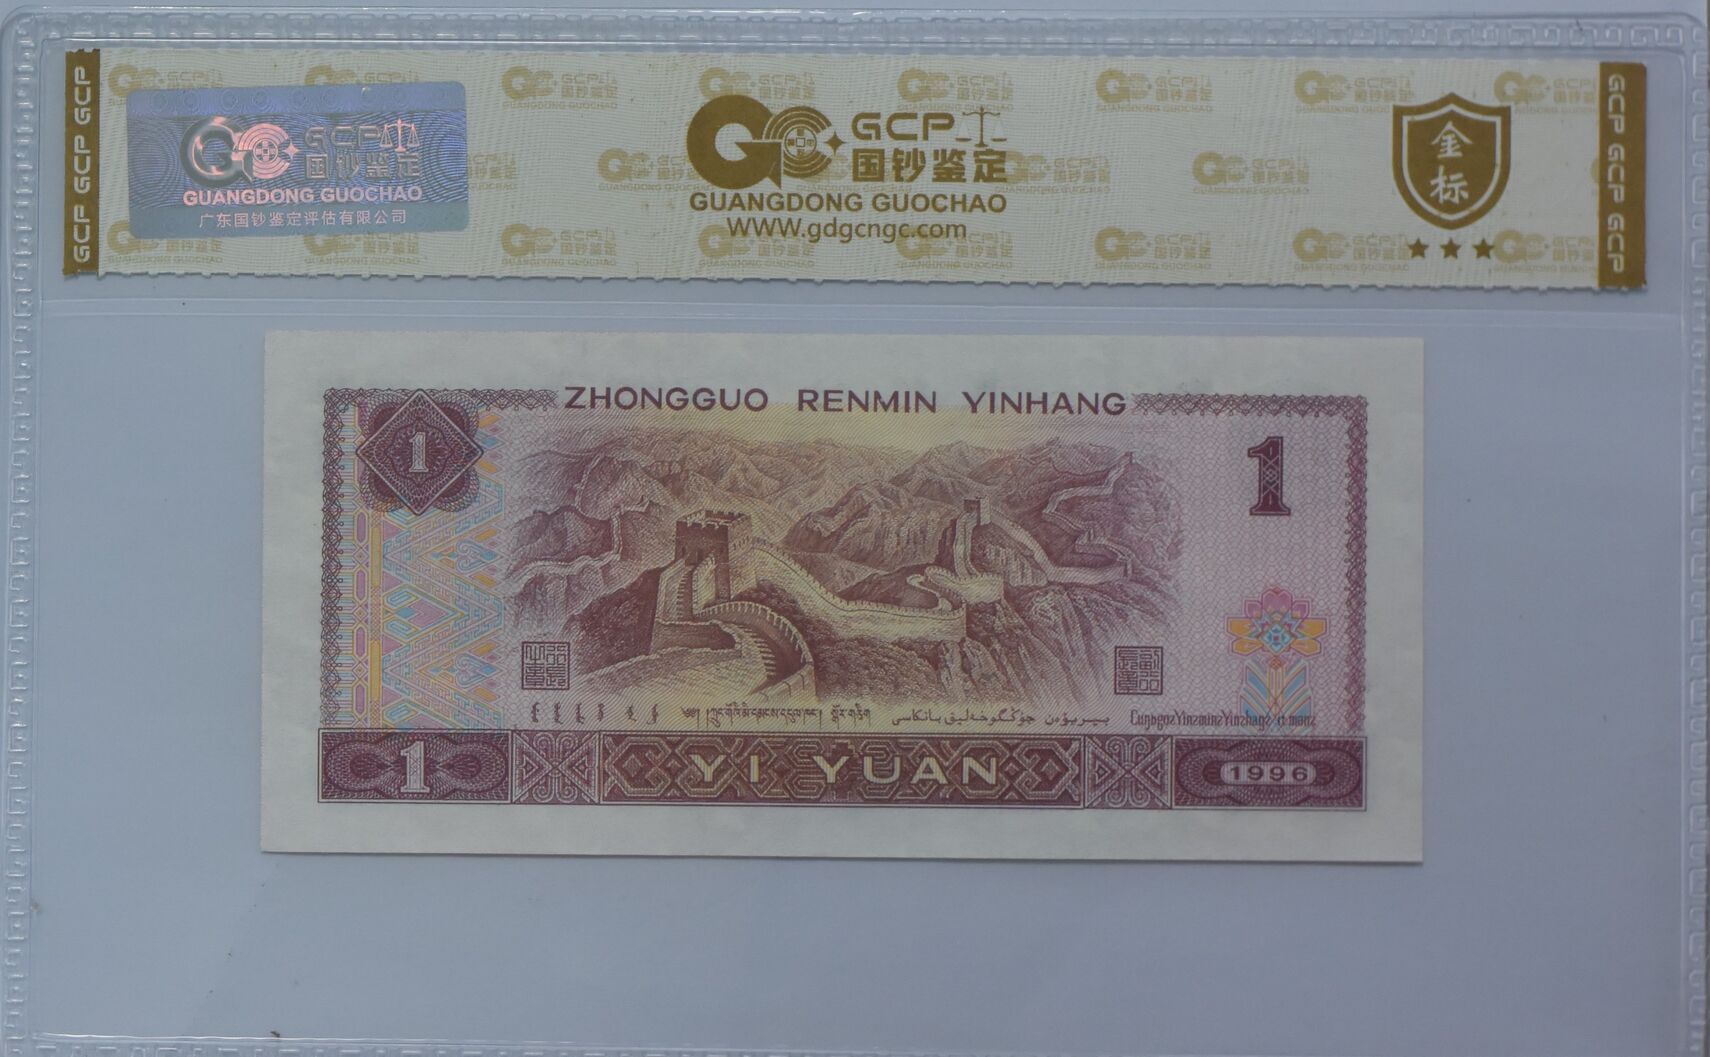 GCP GCP GCP
GCP
国钞鉴定
GUANGDONG GUOCHAO
广东国钞鉴定评估有限公司
GCP
国钞鉴定
GUANGDONG GUOCHAO
WWW.gdgcngc.com
金标
GCP GCP GCP
ZHONGGUO RENMIN YINHANG
1
1
1
YI YUAN
1996